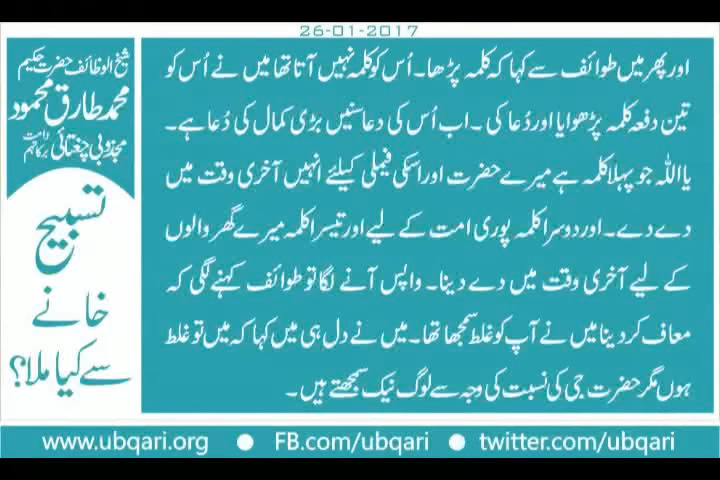 26-01-2017
شیخ الوظائف حضرت حکیم
محمد طارق محمود
مجذوبی چغتائی دامت برکاتہم
تسبیح
خانے
سے کیا ملا؟
اور پھر میں طوائف سے کہا کہ کلمہ پڑھا۔ اُس کو کلمہ نہیں آتا تھا میں نے اُس کو
تین دفعہ کلمہ پڑھوایا اور دُعا کی ۔ اب اُس کی دعا سنیں بڑی کمال کی دُعا ہے۔
یا اللہ جو پہلا کلمہ ہے میرے حضرت اور اسکی فیملی کیلئے انہیں آخری وقت میں
دے دے۔ اور دوسرا کلمہ پوری امت کے لیے اور تیسرا کلمہ میرے گھر والوں
کے لیے آخری وقت میں دے دینا۔ واپس آنے لگا تو طوائف کہنے لگی کہ
معاف کر دینا میں نے آپ کو غلط سمجھا تھا۔ میں نے دل ہی میں کہا کہ میں تو غلط
ہوں مگر حضرت جی کی نسبت کی وجہ سے لوگ نیک سمجھتے ہیں۔
www.ubqari.org ● FB.com/ubqari ● twitter.com/ubqari